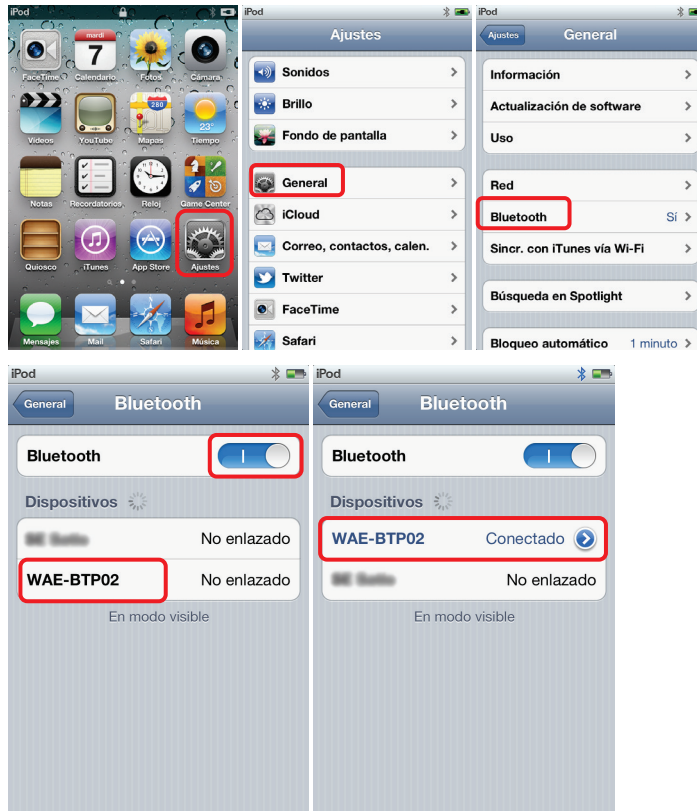 iPod
mardi
7
FaceTime
Calendario
Fotos
Cámara
280
23°
Vídeos
YouTube
Mapas
Tiempo
Notas
Recordatorios
Reloj
Game Center
Quiosco
iTunes
App Store
Ajustes
Mensajes
Mail
Safari
Música
iPod
Ajustes
Sonidos
Brillo
Fondo de pantalla
General
iCloud
Correo, contactos, calen.
Twitter
FaceTime
Safari
iPod
Ajustes General
Información
Actualización de software
Uso
Red
Bluetooth Sí
Sincr. con iTunes vía Wi-Fi
Búsqueda en Spotlight
Bloqueo automático 1 minuto
iPod
General Bluetooth
Bluetooth
Dispositivos
No enlazado
WAE-BTP02 No enlazado
En modo visible
iPod
General Bluetooth
Bluetooth
Dispositivos
WAE-BTP02 Conectado
No enlazado
En modo visible